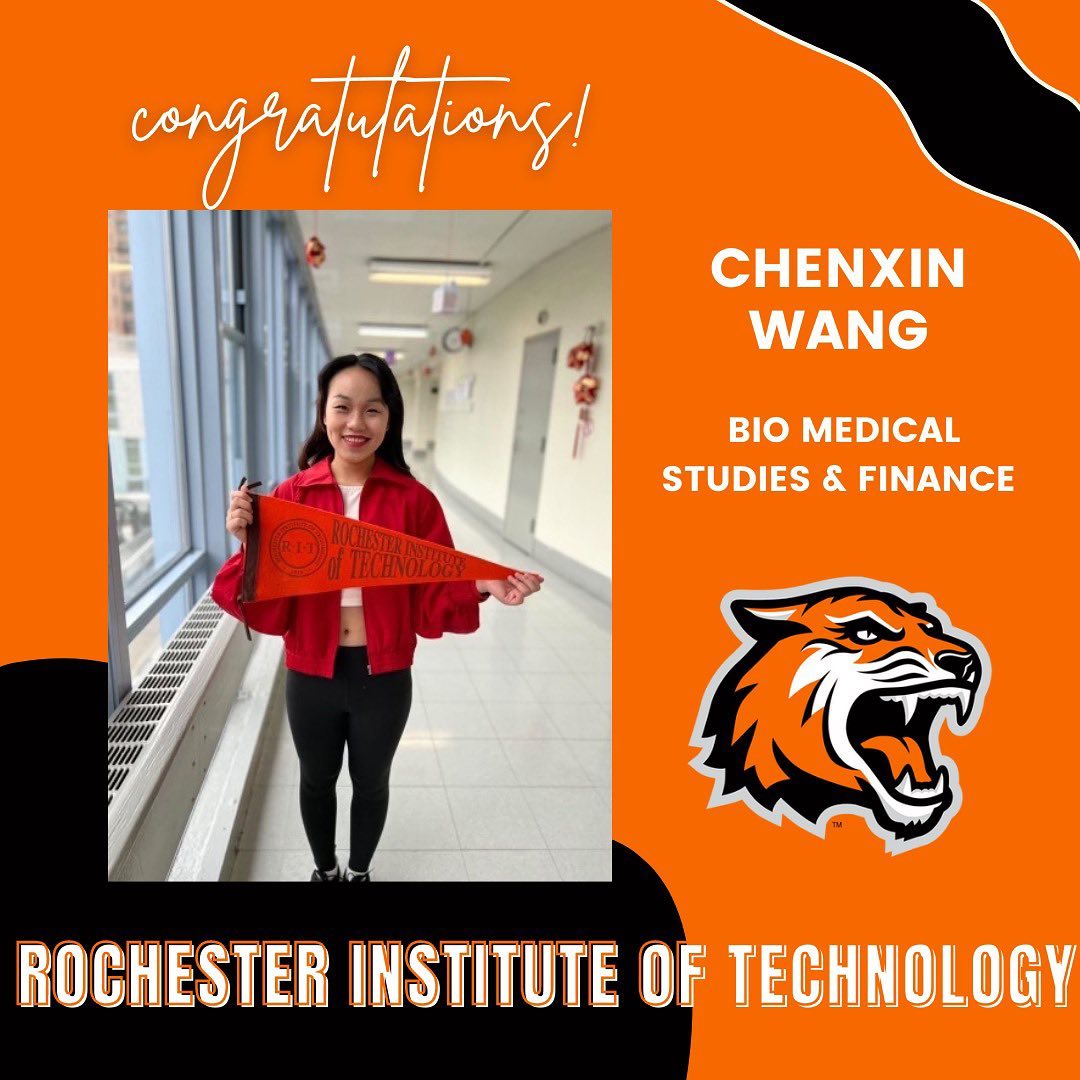 congratulations!
CHENXIN
WANG
BIO MEDICAL
STUDIES & FINANCE
R·I·T
ROCHESTER INSTITUTE
of TECHNOLOGY
TM
ROCHESTER INSTITUTE OF TECHNOLOGY